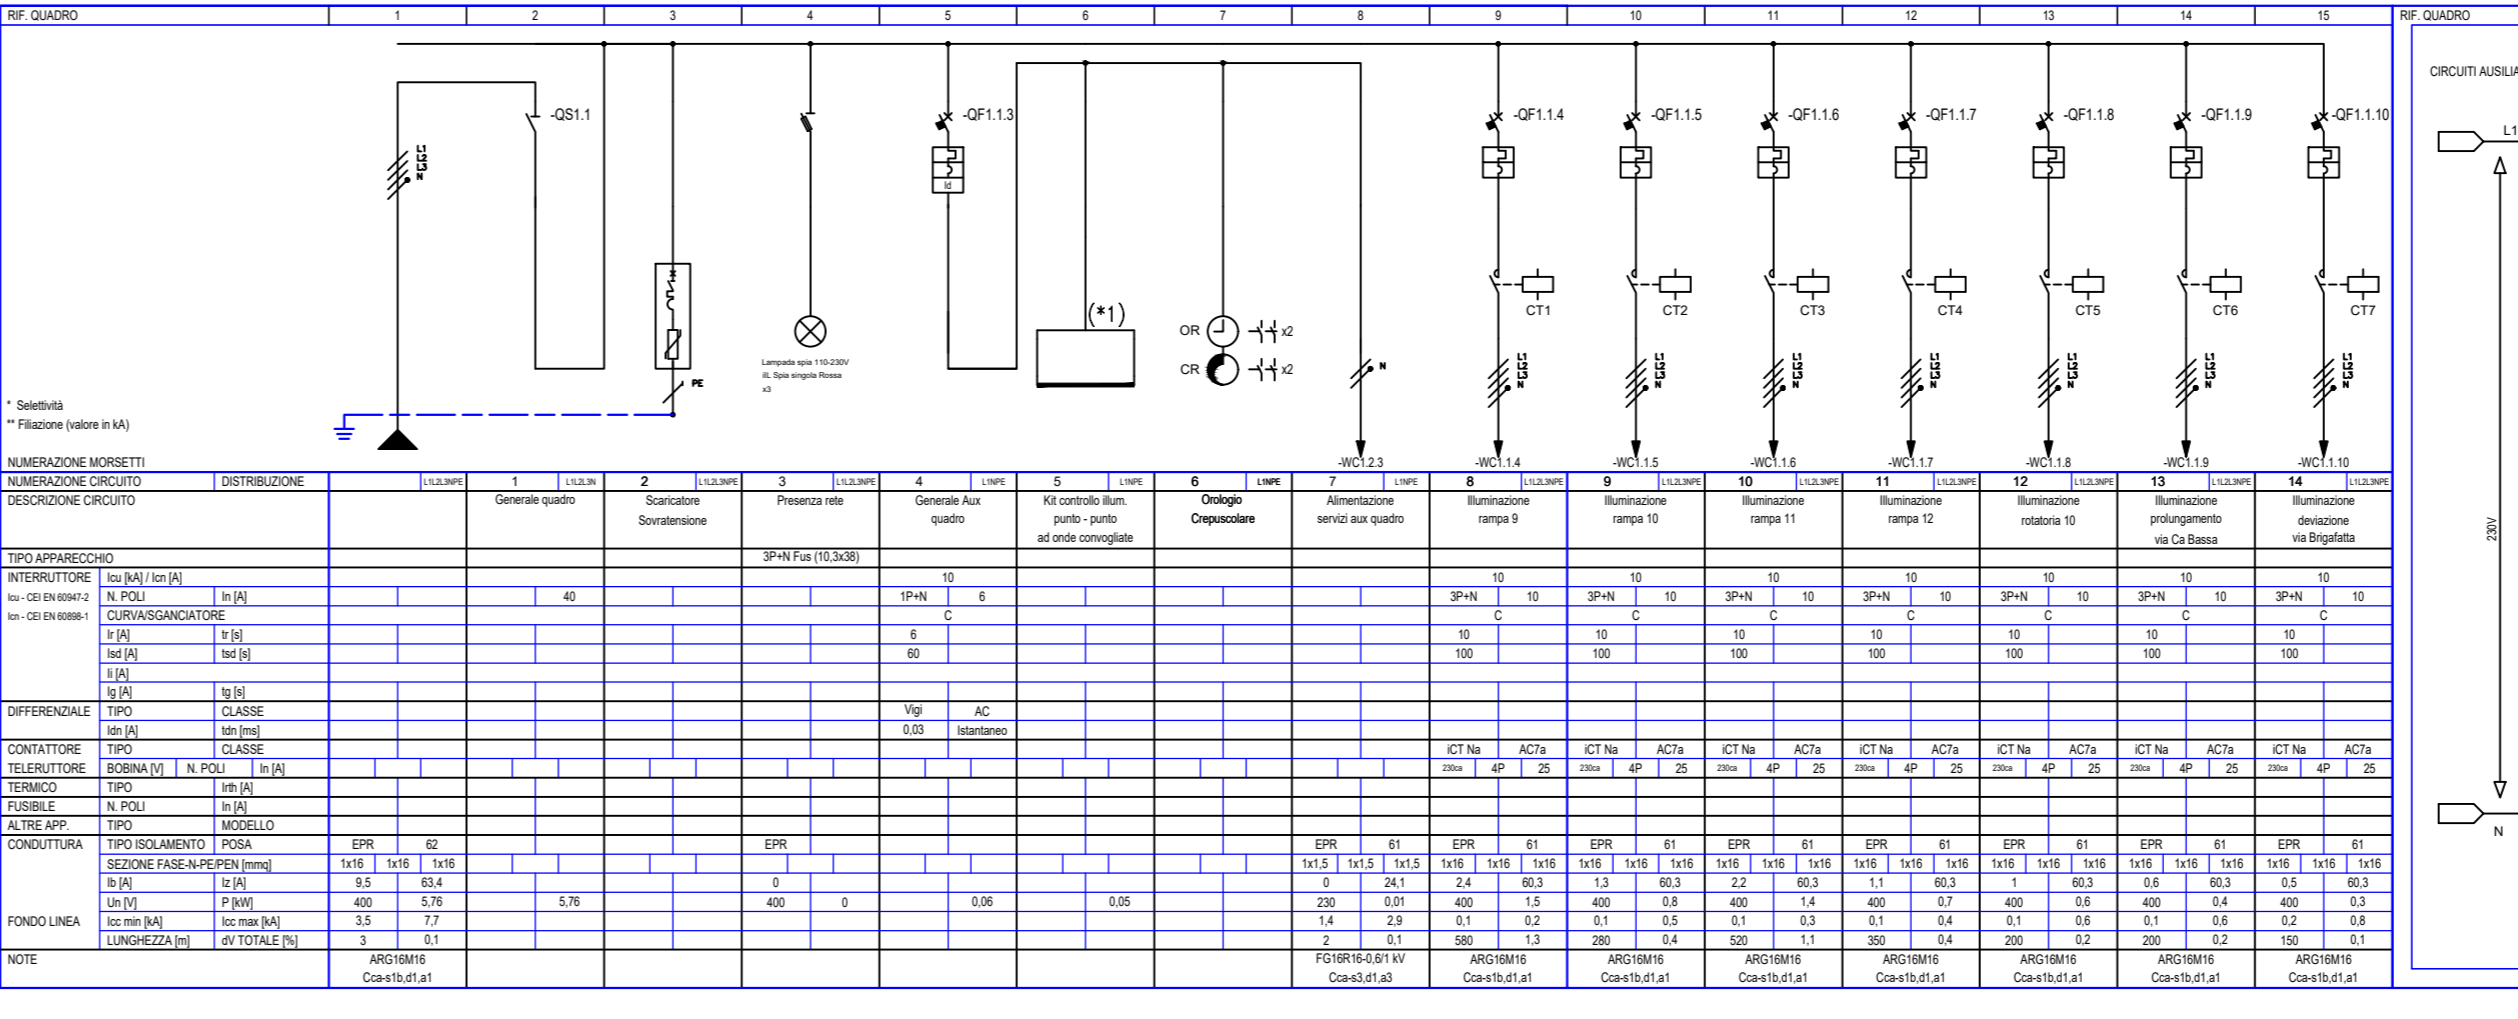 RIF. QUADRO 1 2 3 4 5 6 7 8 9 10 11 12 13 14 15 RIF. QUADRO
CIRCUITI AUSILIA
-QS1.1 -QF1.1.3 -QF1.1.4 -QF1.1.5 -QF1.1.6 -QF1.1.7 -QF1.1.8 -QF1.1.9 -QF1.1.10
L1
L1
L2
L3
N
Id
(*1)
CT1 CT2 CT3 CT4 CT5 CT6 CT7
OR x2
CR x2
Lampada spia 110-230V
iIL Spia singola Rossa
x3
PE
N
L1 L1 L1 L1 L1 L1 L1
L2 L2 L2 L2 L2 L2 L2
L3 L3 L3 L3 L3 L3 L3
N N N N N N N
* Selettività
** Filiazione (valore in kA)
230V
N
NUMERAZIONE MORSETTI -WC1.2.3 -WC1.1.4 -WC1.1.5 -WC1.1.6 -WC1.1.7 -WC1.1.8 -WC1.1.9 -WC1.1.10
NUMERAZIONE CIRCUITO DISTRIBUZIONE L1L2L3NPE 1 L1L2L3N 2 L1L2L3NPE 3 L1L2L3NPE 4 L1NPE 5 L1NPE 6 L1NPE 7 L1NPE 8 L1L2L3NPE 9 L1L2L3NPE 10 L1L2L3NPE 11 L1L2L3NPE 12 L1L2L3NPE 13 L1L2L3NPE 14 L1L2L3NPE
DESCRIZIONE CIRCUITO Generale quadro Scaricatore Presenza rete Generale Aux Kit controllo illum. Orologio Alimentazione Illuminazione Illuminazione Illuminazione Illuminazione Illuminazione Illuminazione Illuminazione
Sovratensione quadro punto - punto Crepuscolare servizi aux quadro rampa 9 rampa 10 rampa 11 rampa 12 rotatoria 10 prolungamento deviazione
ad onde convogliate via Ca Bassa via Brigafatta
TIPO APPARECCHIO 3P+N Fus (10,3x38)
INTERRUTTORE Icu [kA] / Icn [A] 10 10 10 10 10 10 10 10
Icu - CEI EN 60947-2 N. POLI In [A] 40 1P+N 6 3P+N 10 3P+N 10 3P+N 10 3P+N 10 3P+N 10 3P+N 10 3P+N 10
Icn - CEI EN 60898-1 CURVA/SGANCIATORE C C C C C C C C
Ir [A] tr [s] 6 10 10 10 10 10 10 10
Isd [A] tsd [s] 60 100 100 100 100 100 100 100
Ii [A]
Ig [A] tg [s]
DIFFERENZIALE TIPO CLASSE Vigi AC
Idn [A] tdn [ms] 0,03 Istantaneo
CONTATTORE TIPO CLASSE iCT Na AC7a iCT Na AC7a iCT Na AC7a iCT Na AC7a iCT Na AC7a iCT Na AC7a iCT Na AC7a
TELERUTTORE BOBINA [V] N. POLI In [A] 230ca 4P 25 230ca 4P 25 230ca 4P 25 230ca 4P 25 230ca 4P 25 230ca 4P 25 230ca 4P 25
TERMICO TIPO Irth [A]
FUSIBILE N. POLI In [A]
ALTRE APP. TIPO MODELLO
CONDUTTURA TIPO ISOLAMENTO POSA EPR 62 EPR EPR 61 EPR 61 EPR 61 EPR 61 EPR 61 EPR 61 EPR 61 EPR 61
SEZIONE FASE-N-PE/PEN [mmq] 1x16 1x16 1x16 1x1,5 1x1,5 1x1,5 1x16 1x16 1x16 1x16 1x16 1x16 1x16 1x16 1x16 1x16 1x16 1x16 1x16 1x16 1x16 1x16 1x16 1x16 1x16 1x16 1x16
Ib [A] Iz [A] 9,5 63,4 0 0 24,1 2,4 60,3 1,3 60,3 2,2 60,3 1,1 60,3 1 60,3 0,6 60,3 0,5 60,3
Un [V] P [kW] 400 5,76 5,76 400 0 0,06 0,05 230 0,01 400 1,5 400 0,8 400 1,4 400 0,7 400 0,6 400 0,4 400 0,3
FONDO LINEA Icc min [kA] Icc max [kA] 3,5 7,7 1,4 2,9 0,1 0,2 0,1 0,5 0,1 0,3 0,1 0,4 0,1 0,6 0,1 0,6 0,2 0,8
LUNGHEZZA [m] dV TOTALE [%] 3 0,1 2 0,1 580 1,3 280 0,4 520 1,1 350 0,4 200 0,2 200 0,2 150 0,1
NOTE ARG16M16 FG16R16-0,6/1 kV ARG16M16 ARG16M16 ARG16M16 ARG16M16 ARG16M16 ARG16M16 ARG16M16
Cca-s1b,d1,a1 Cca-s3,d1,a3 Cca-s1b,d1,a1 Cca-s1b,d1,a1 Cca-s1b,d1,a1 Cca-s1b,d1,a1 Cca-s1b,d1,a1 Cca-s1b,d1,a1 Cca-s1b,d1,a1